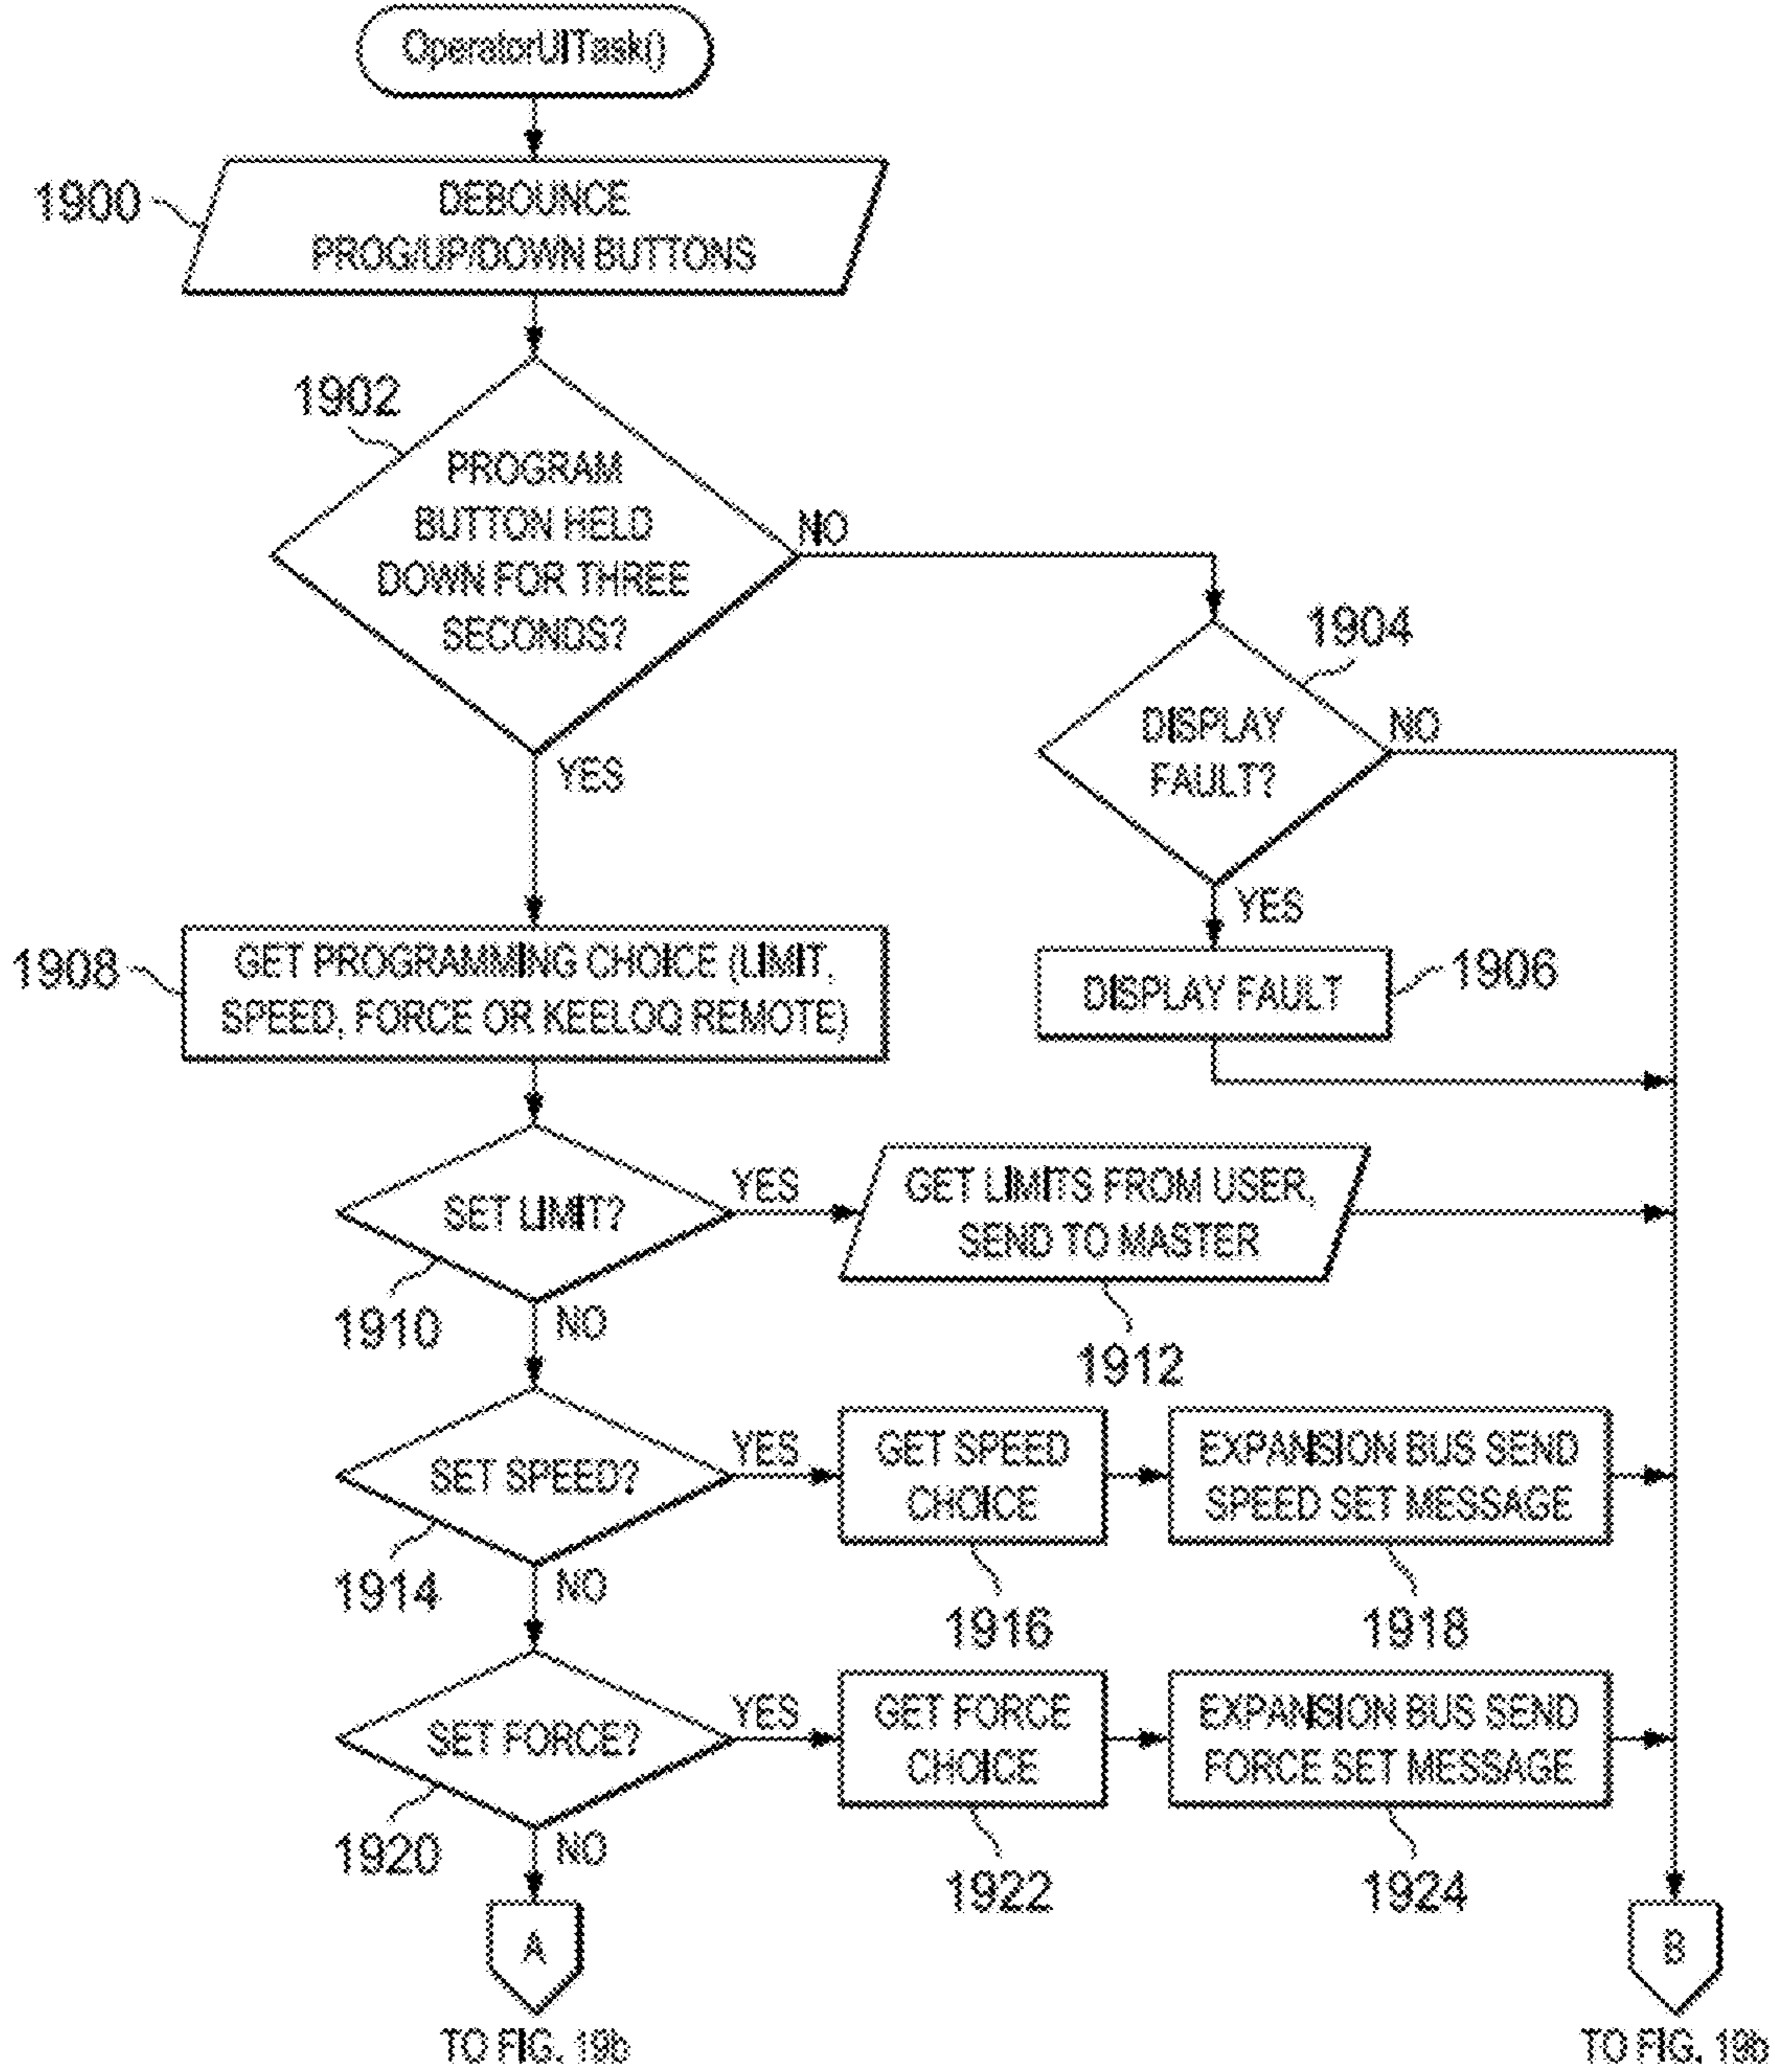 OperatorUITask()
1900
DEBOUNCE
PROG/UP/DOWN BUTTONS
1902
PROGRAM
BUTTON HELD
DOWN FOR THREE
SECONDS?
NO
YES
1904
DISPLAY
FAULT?
NO
YES
1906
DISPLAY FAULT
1908
GET PROGRAMMING CHOICE (LIMIT,
SPEED, FORCE OR KEELOQ REMOTE)
SET LIMIT?
YES
1910
NO
GET LIMITS FROM USER,
SEND TO MASTER
1912
SET SPEED?
YES
1914
NO
GET SPEED
CHOICE
1916
EXPANSION BUS SEND
SPEED SET MESSAGE
1918
SET FORCE?
YES
1920
NO
GET FORCE
CHOICE
1922
EXPANSION BUS SEND
FORCE SET MESSAGE
1924
A
TO FIG. 19b
B
TO FIG. 19b